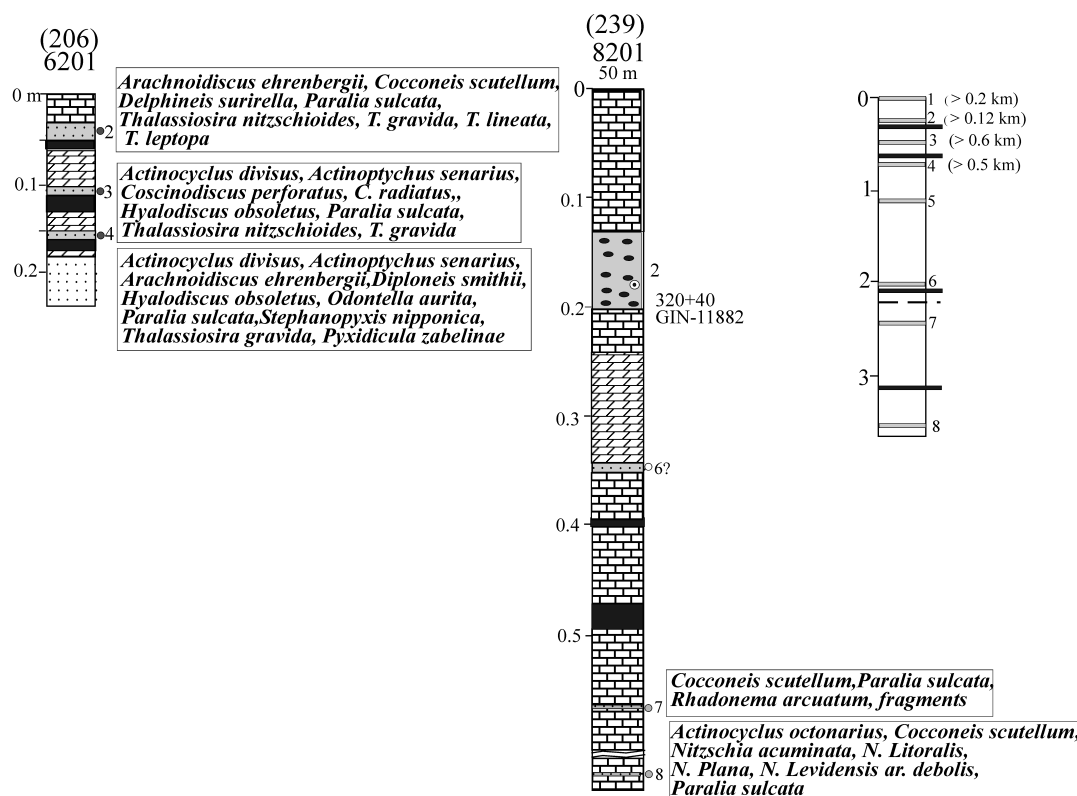 (206)
6201
0 m
0.1
0.2
2
3
4
Arachnoidiscus ehrenbergii, Cocconeis scutellum,
Delphineis surirella, Paralia sulcata,
Thalassiosira nitzschioides, T. gravida, T. lineata,
T. leptopa
Actinocyclus divisus, Actinoptychus senarius,
Coscinodiscus perforatus, C. radiatus,,
Hyalodiscus obsoletus, Paralia sulcata,
Thalassiosira nitzschioides, T. gravida
Actinocyclus divisus, Actinoptychus senarius,
Arachnoidiscus ehrenbergii,Diploneis smithii,
Hyalodiscus obsoletus, Odontella aurita,
Paralia sulcata,Stephanopyxis nipponica,
Thalassiosira gravida, Pyxidicula zabelinae
(239)
8201
50 m
0
0.1
0.2
0.3
0.4
0.5
2
320+40
GIN-11882
6?
7
8
Cocconeis scutellum,Paralia sulcata,
Rhadonema arcuatum, fragments
Actinocyclus octonarius, Cocconeis scutellum,
Nitzschia acuminata, N. Litoralis,
N. Plana, N. Levidensis ar. debolis,
Paralia sulcata
0
1
2
3
1 (> 0.2 km)
2 (> 0.12 km)
3 (> 0.6 km)
4 (> 0.5 km)
5
6
7
8